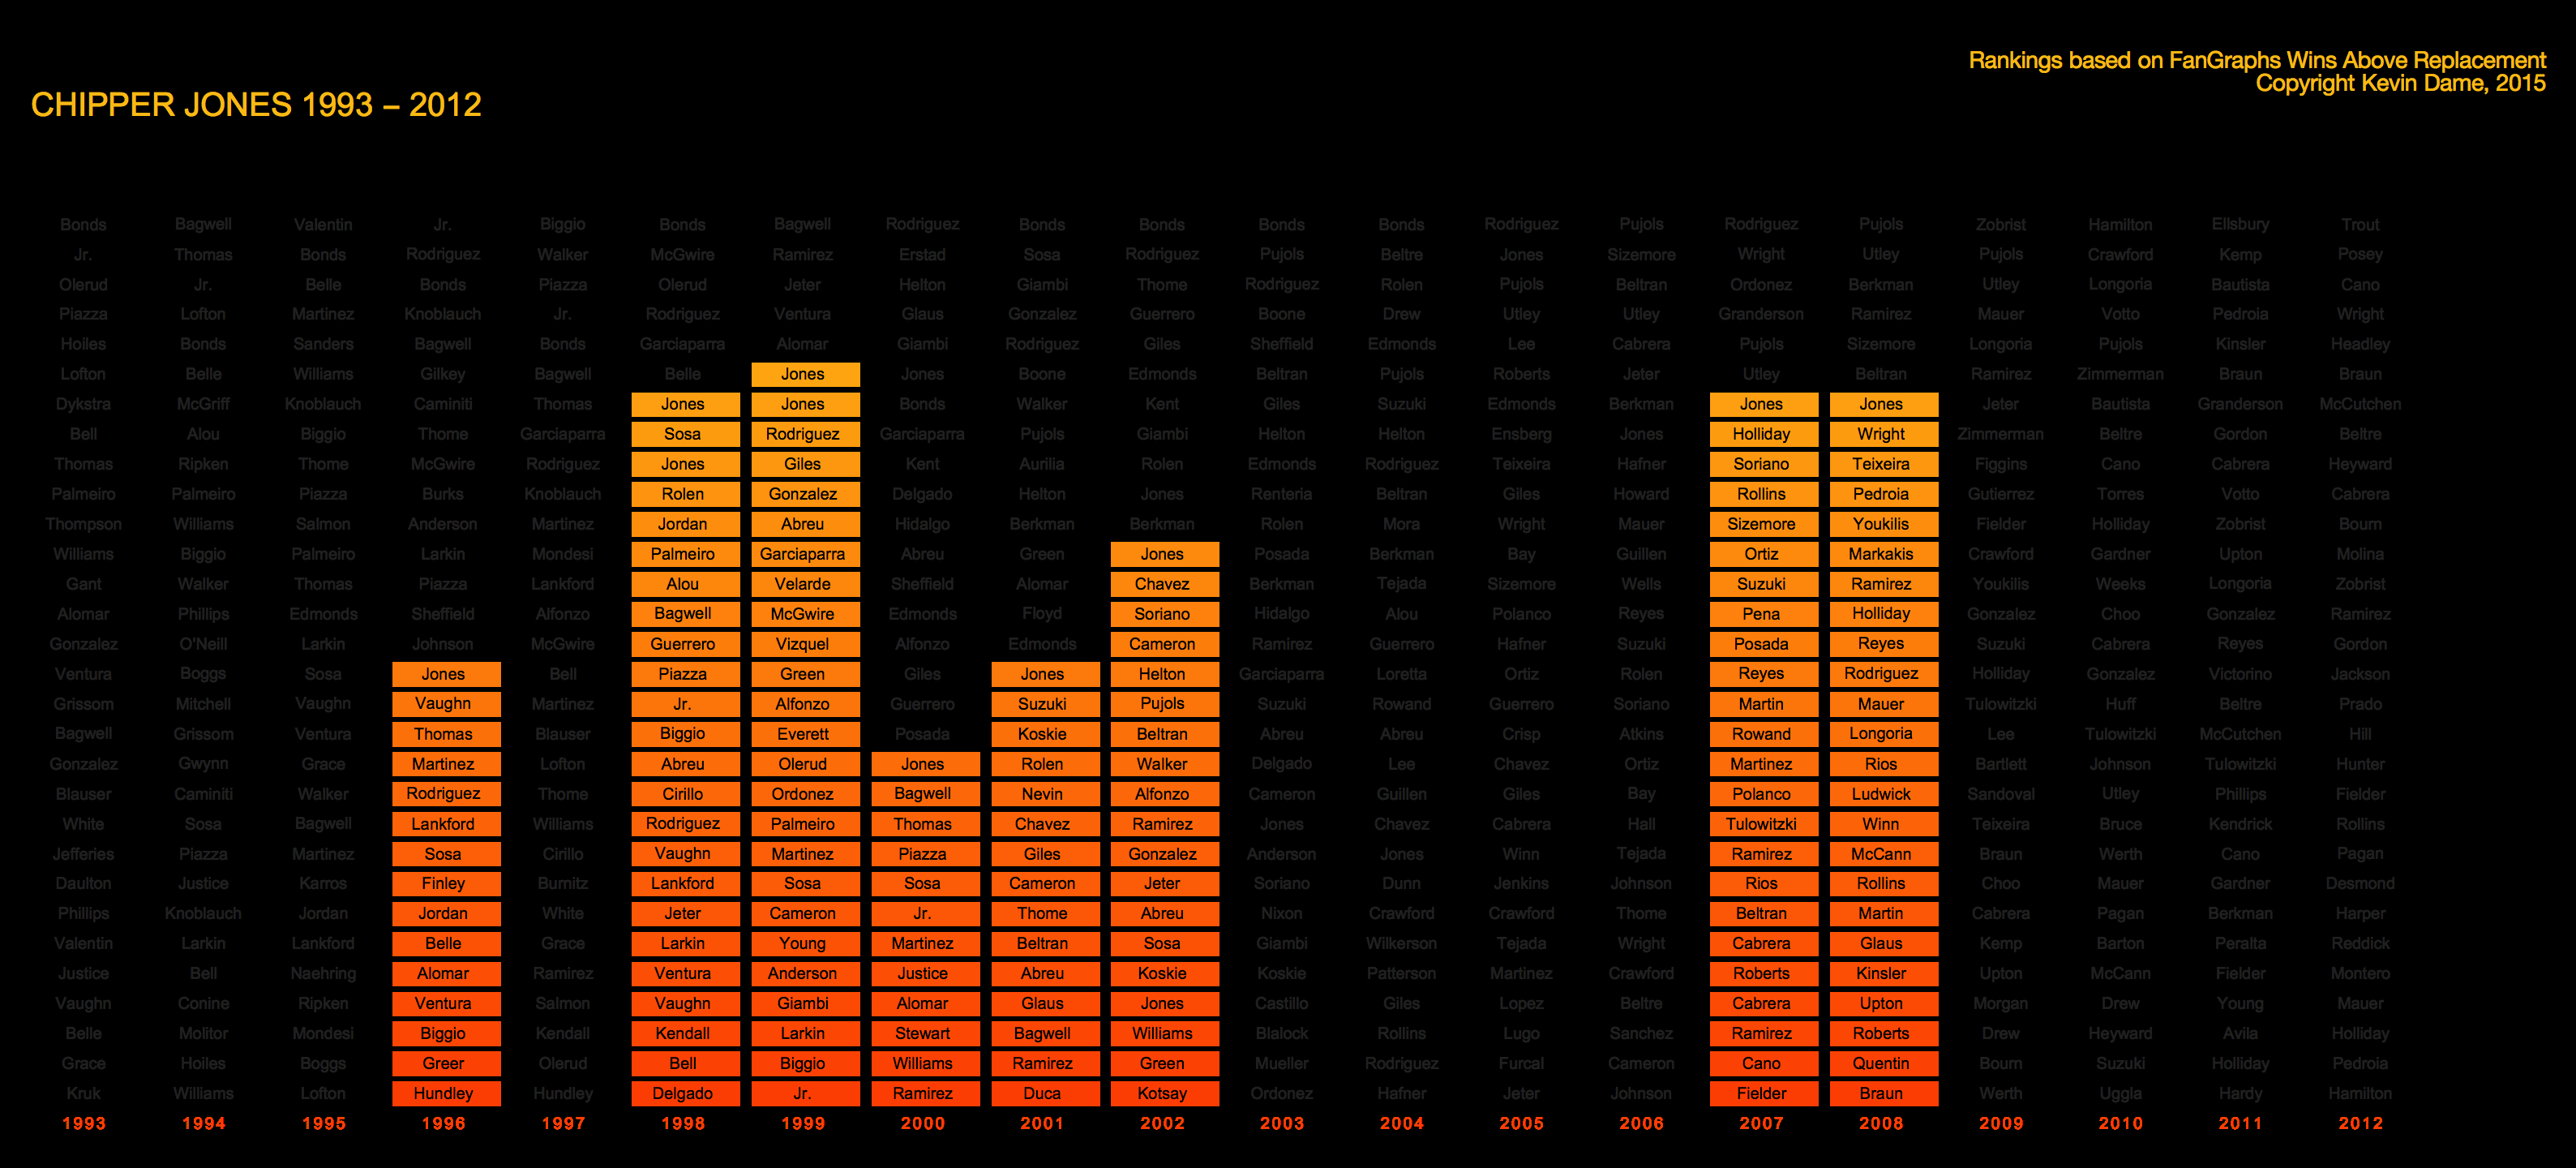 Rankings based on FanGraphs Wins Above Replacement
Copyright Kevin Dame, 2015
CHIPPER JONES 1993 – 2012
Bonds Bagwell Valentin Jr. Biggio Bonds Bagwell Rodriguez Bonds Bonds Bonds Bonds Rodriguez Pujols Rodriguez Pujols Zobrist Hamilton Ellsbury Trout
Jr. Thomas Bonds Rodriguez Walker McGwire Ramirez Erstad Sosa Rodriguez Pujols Beltre Jones Sizemore Wright Utley Pujols Crawford Kemp Posey
Olerud Jr. Belle Bonds Piazza Olerud Jeter Helton Giambi Thome Rodriguez Rolen Pujols Beltran Ordonez Berkman Utley Longoria Bautista Cano
Piazza Lofton Martinez Knoblauch Jr. Rodriguez Ventura Glaus Gonzalez Guerrero Boone Drew Utley Utley Granderson Ramirez Mauer Votto Pedroia Wright
Hoiles Bonds Sanders Bagwell Bonds Garciaparra Alomar Giambi Rodriguez Giles Sheffield Edmonds Lee Cabrera Pujols Sizemore Longoria Pujols Kinsler Headley
Lofton Belle Williams Gilkey Bagwell Belle Jones Jones Boone Edmonds Beltran Pujols Roberts Jeter Utley Beltran Ramirez Zimmerman Braun Braun
Dykstra McGriff Knoblauch Caminiti Thomas Jones Jones Bonds Walker Kent Giles Suzuki Edmonds Berkman Jones Jones Jeter Bautista Granderson McCutchen
Bell Alou Biggio Thome Garciaparra Sosa Rodriguez Garciaparra Pujols Giambi Helton Helton Ensberg Jones Holliday Wright Zimmerman Beltre Gordon Beltre
Thomas Ripken Thome McGwire Rodriguez Jones Giles Kent Aurilia Rolen Edmonds Rodriguez Teixeira Hafner Soriano Teixeira Figgins Cano Cabrera Heyward
Palmeiro Palmeiro Piazza Burks Knoblauch Rolen Gonzalez Delgado Helton Jones Renteria Beltran Giles Howard Rollins Pedroia Gutierrez Torres Votto Cabrera
Thompson Williams Salmon Anderson Martinez Jordan Abreu Hidalgo Berkman Berkman Rolen Mora Wright Mauer Sizemore Youkilis Fielder Holliday Zobrist Bourn
Williams Biggio Palmeiro Larkin Mondesi Palmeiro Garciaparra Abreu Green Jones Posada Berkman Bay Guillen Ortiz Markakis Crawford Gardner Upton Molina
Gant Walker Thomas Piazza Lankford Alou Velarde Sheffield Alomar Chavez Berkman Tejada Sizemore Wells Suzuki Ramirez Youkilis Weeks Longoria Zobrist
Alomar Phillips Edmonds Sheffield Alfonzo Bagwell McGwire Edmonds Floyd Soriano Hidalgo Alou Polanco Reyes Pena Holliday Gonzalez Choo Gonzalez Ramirez
Gonzalez O'Neill Larkin Johnson McGwire Guerrero Vizquel Alfonzo Edmonds Cameron Ramirez Guerrero Hafner Suzuki Posada Reyes Suzuki Cabrera Reyes Gordon
Ventura Boggs Sosa Jones Bell Piazza Green Giles Jones Helton Garciaparra Loretta Ortiz Rolen Reyes Rodriguez Holliday Gonzalez Victorino Jackson
Grissom Mitchell Vaughn Vaughn Martinez Jr. Alfonzo Guerrero Suzuki Pujols Suzuki Rowand Guerrero Soriano Martin Mauer Tulowitzki Huff Beltre Prado
Bagwell Grissom Ventura Thomas Blauser Biggio Everett Posada Koskie Beltran Abreu Abreu Crisp Atkins Rowand Longoria Lee Tulowitzki McCutchen Hill
Gonzalez Gwynn Grace Martinez Lofton Abreu Olerud Jones Rolen Walker Delgado Lee Chavez Ortiz Martinez Rios Bartlett Johnson Tulowitzki Hunter
Blauser Caminiti Walker Rodriguez Thome Cirillo Ordonez Bagwell Nevin Alfonzo Cameron Guillen Giles Bay Polanco Ludwick Sandoval Utley Phillips Fielder
White Sosa Bagwell Lankford Williams Rodriguez Palmeiro Thomas Chavez Ramirez Jones Chavez Cabrera Hall Tulowitzki Winn Teixeira Bruce Kendrick Rollins
Jefferies Piazza Martinez Sosa Cirillo Vaughn Martinez Piazza Giles Gonzalez Anderson Jones Winn Tejada Ramirez McCann Braun Werth Cano Pagan
Daulton Justice Karros Finley Burnitz Lankford Sosa Sosa Cameron Jeter Soriano Dunn Jenkins Johnson Rios Rollins Choo Mauer Gardner Desmond
Phillips Knoblauch Jordan Jordan White Jeter Cameron Jr. Thome Abreu Nixon Crawford Crawford Thome Beltran Martin Cabrera Pagan Berkman Harper
Valentin Larkin Lankford Belle Grace Larkin Young Martinez Beltran Sosa Giambi Wilkerson Tejada Wright Cabrera Glaus Kemp Barton Peralta Reddick
Justice Bell Naehring Alomar Ramirez Ventura Anderson Justice Abreu Koskie Koskie Patterson Martinez Crawford Roberts Kinsler Upton McCann Fielder Montero
Vaughn Conine Ripken Ventura Salmon Vaughn Giambi Alomar Glaus Jones Castillo Giles Lopez Beltre Cabrera Upton Morgan Drew Young Mauer
Belle Molitor Mondesi Biggio Kendall Kendall Larkin Stewart Bagwell Williams Blalock Rollins Lugo Sanchez Ramirez Roberts Drew Heyward Avila Holliday
Grace Hoiles Boggs Greer Olerud Bell Biggio Williams Ramirez Green Mueller Rodriguez Furcal Cameron Cano Quentin Bourn Suzuki Holliday Pedroia
Kruk Williams Lofton Hundley Hundley Delgado Jr. Ramirez Duca Kotsay Ordonez Hafner Jeter Johnson Fielder Braun Werth Uggla Hardy Hamilton
1993 1994 1995 1996 1997 1998 1999 2000 2001 2002 2003 2004 2005 2006 2007 2008 2009 2010 2011 2012